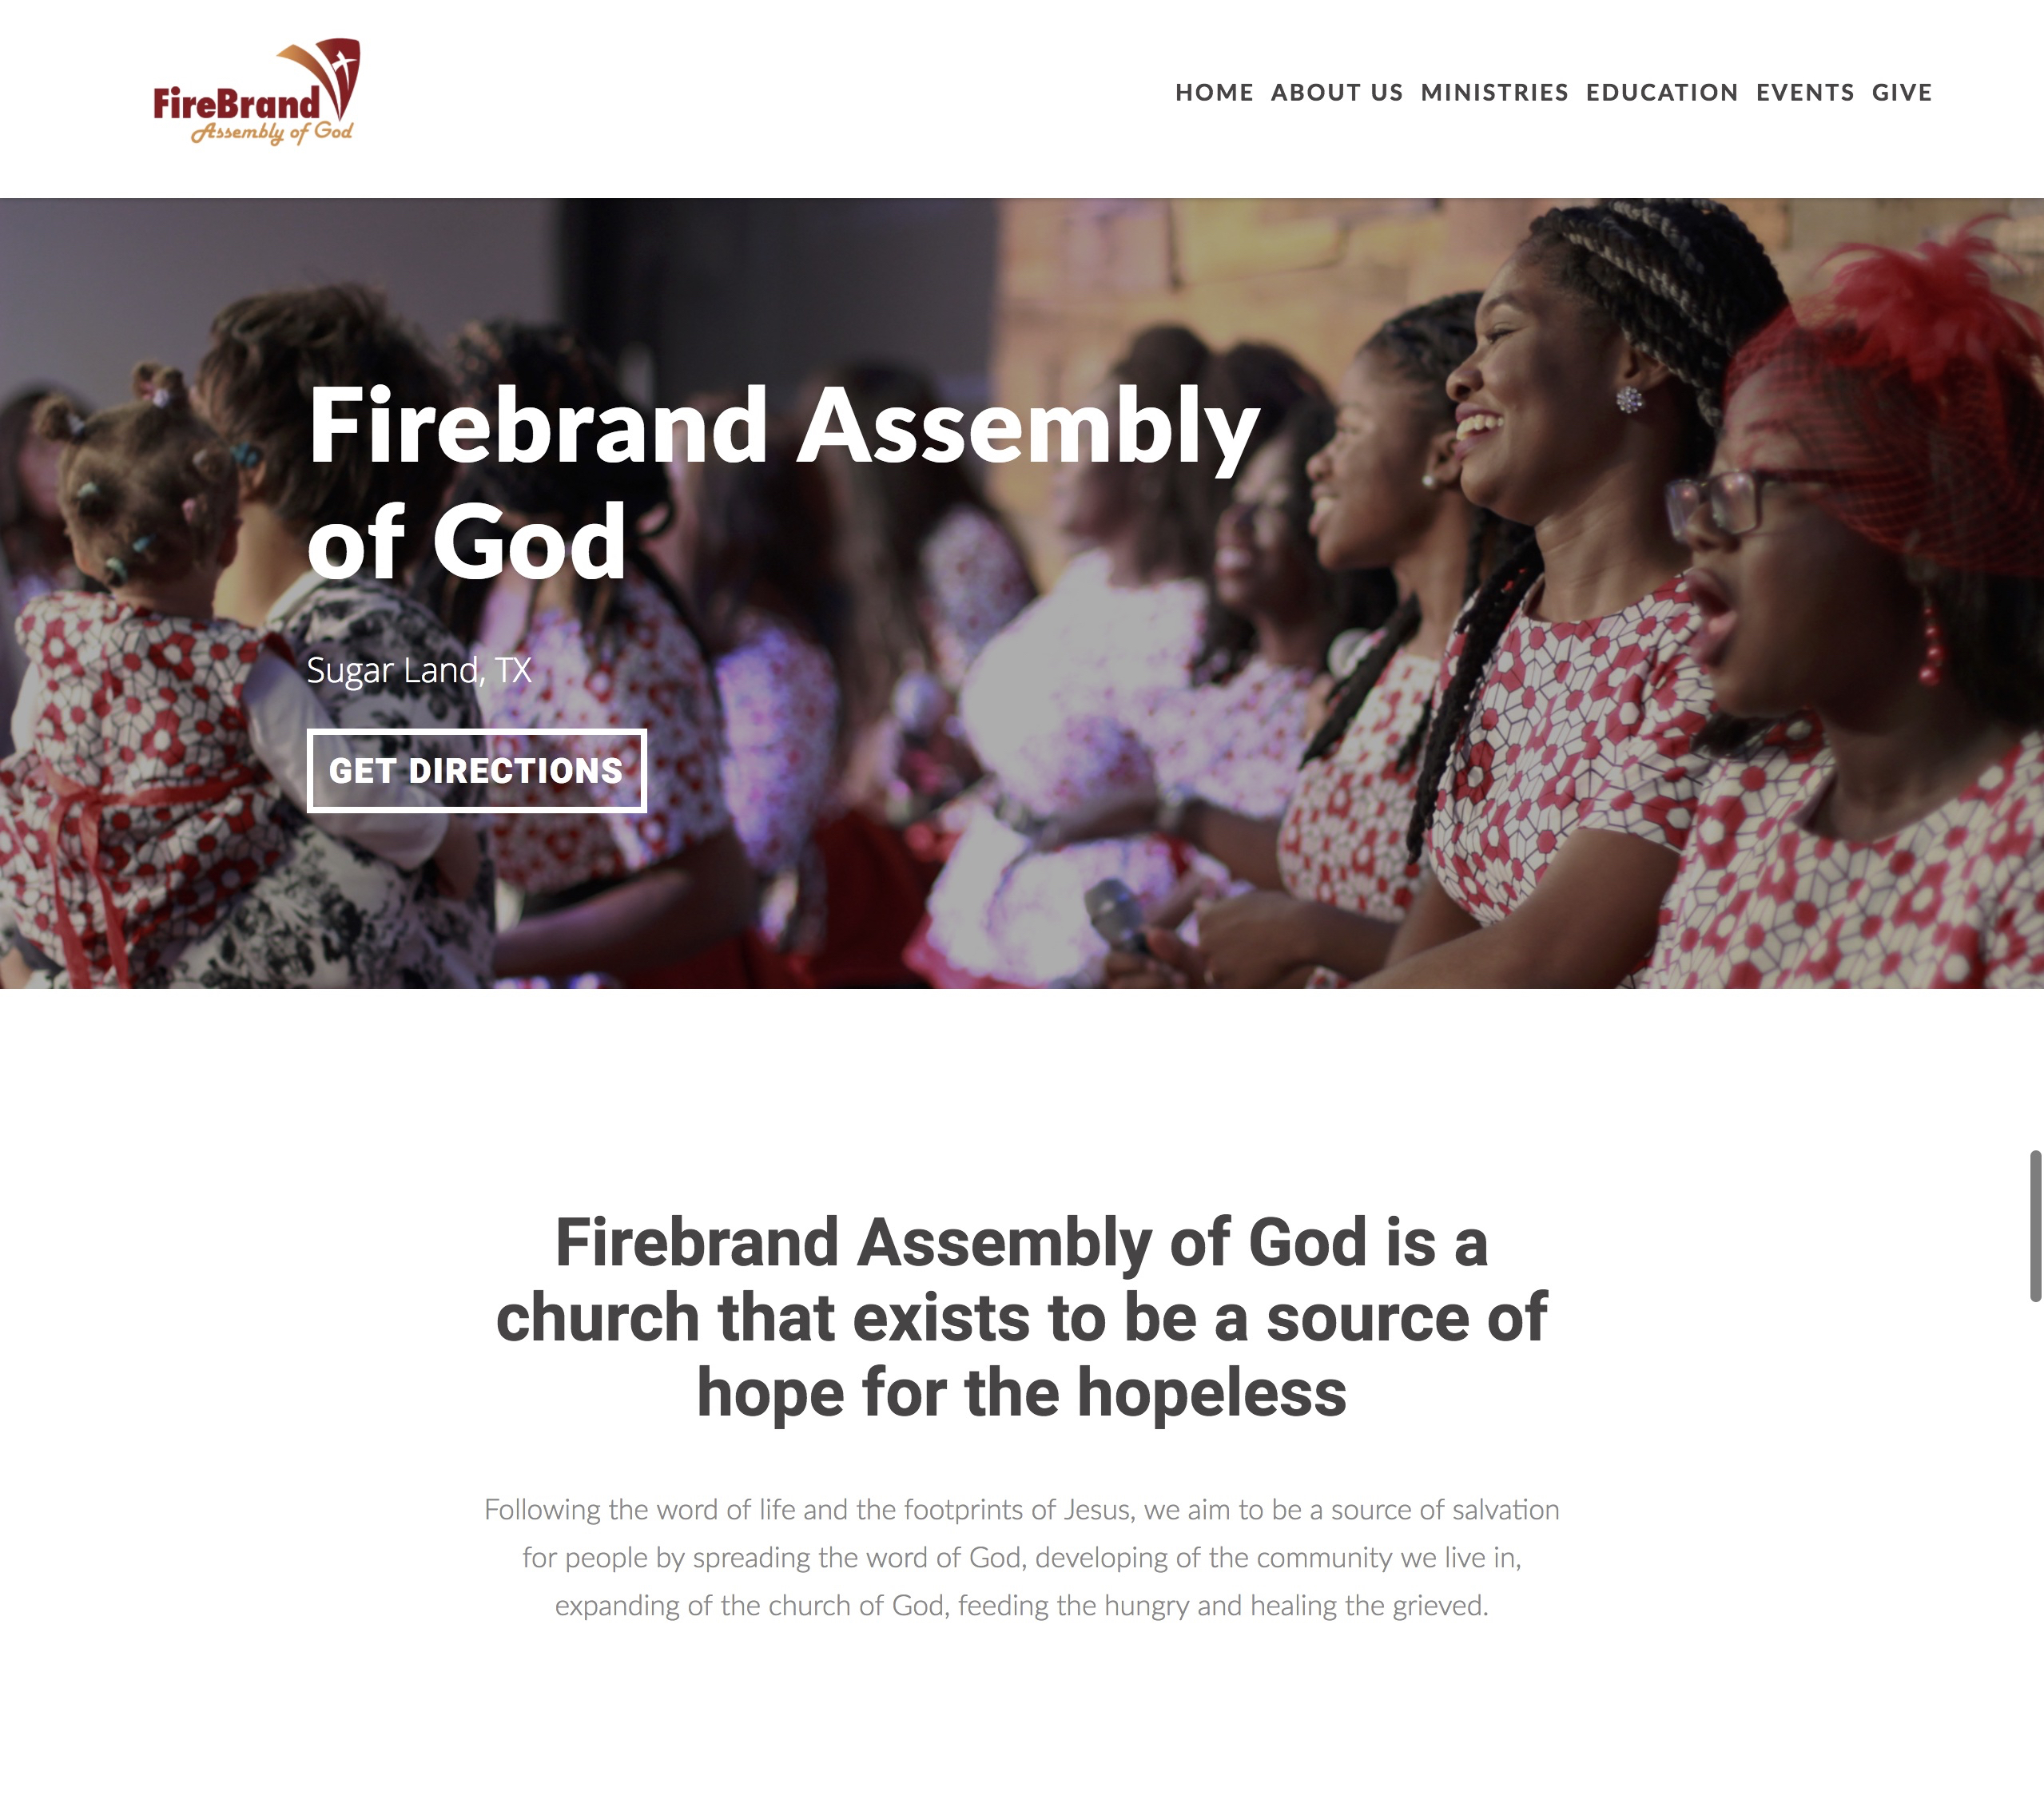 FireBrand
Assembly of God
HOME ABOUT US MINISTRIES EDUCATION EVENTS GIVE
Firebrand Assembly
of God
Sugar Land, TX
GET DIRECTIONS
Firebrand Assembly of God is a
church that exists to be a source of
hope for the hopeless
Following the word of life and the footprints of Jesus, we aim to be a source of salvation
for people by spreading the word of God, developing of the community we live in,
expanding of the church of God, feeding the hungry and healing the grieved.